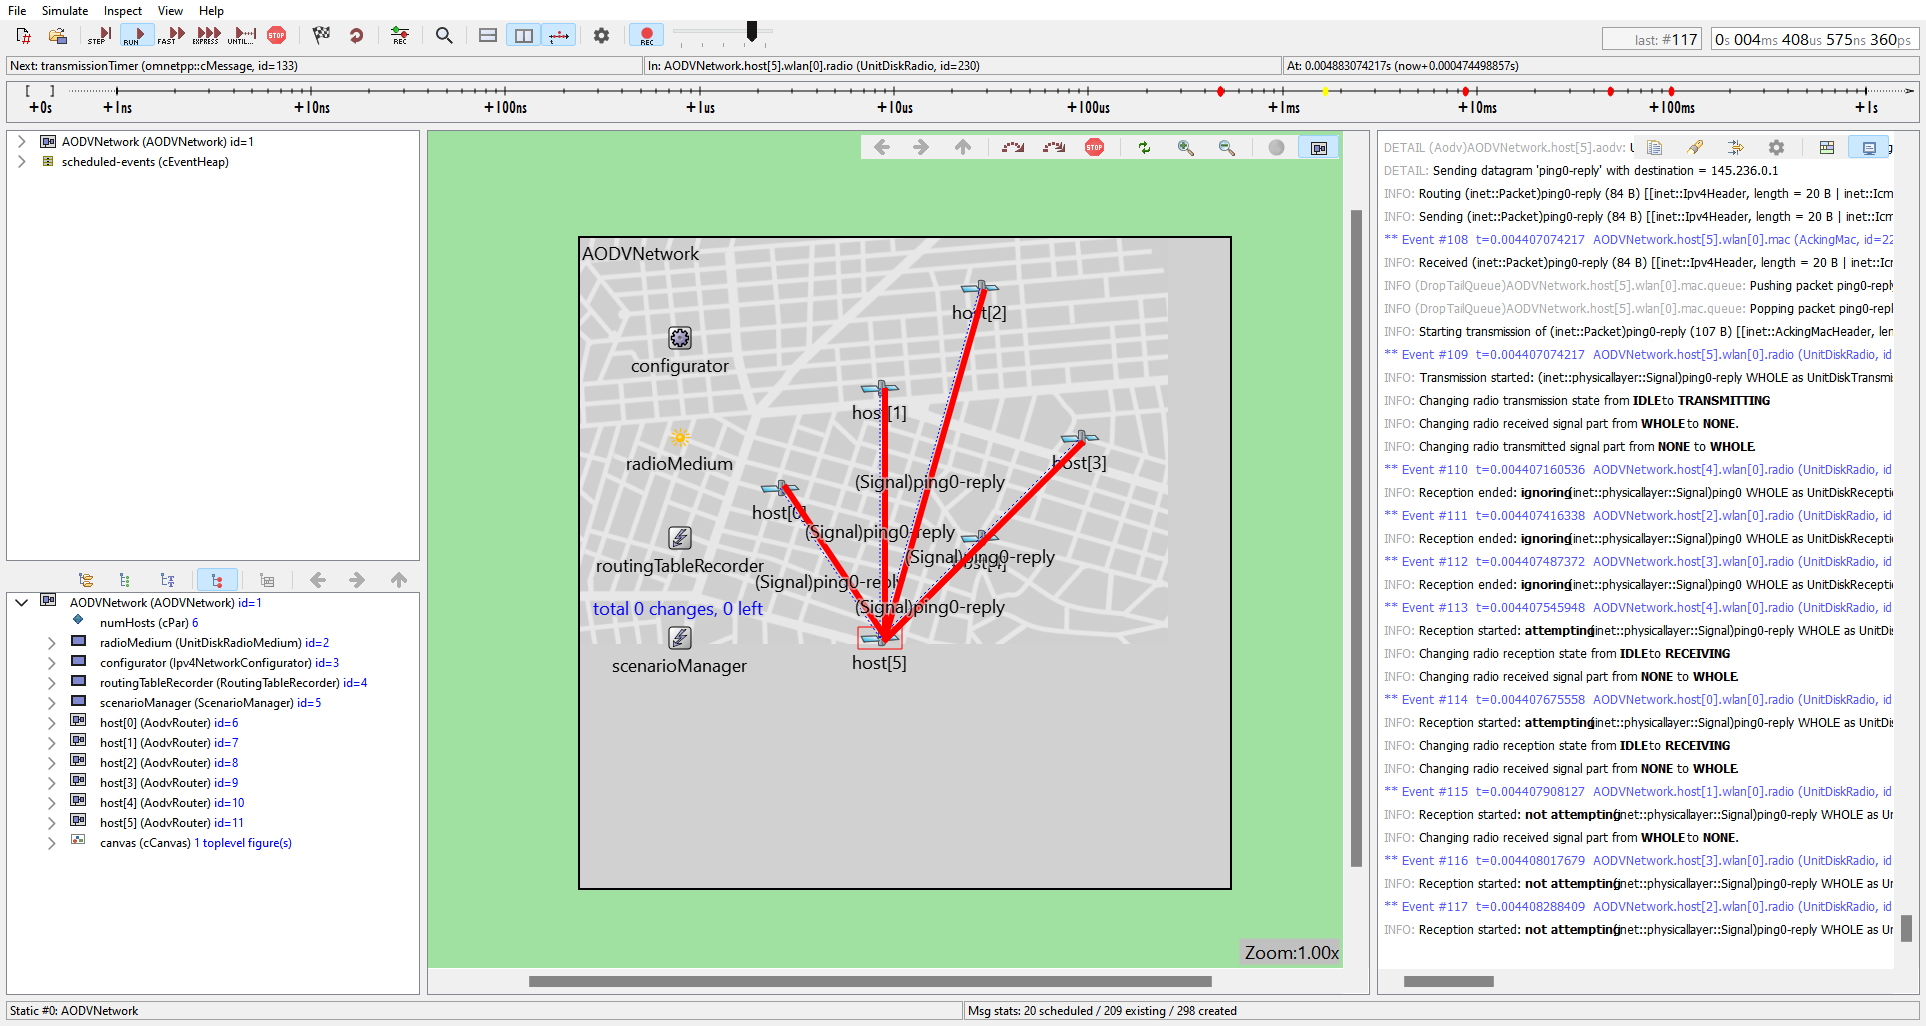 File Simulate Inspect View Help
STEP RUN FAST EXPRESS UNTIL... STOP REC REC
last: #117 0s 004ms 408us 575ns 360ps
Next: transmissionTimer (omnetpp::cMessage, id=133) In: AODVNetwork.host[5].wlan[0].radio (UnitDiskRadio, id=230) At: 0.004883074217s (now+0.000474498857s)
+0s +1ns +10ns +100ns +1us +10us +100us +1ms +10ms +100ms +1s
AODVNetwork (AODVNetwork) id=1
scheduled-events (cEventHeap)
AODVNetwork (AODVNetwork) id=1
numHosts (cPar) 6
radioMedium (UnitDiskRadioMedium) id=2
configurator (Ipv4NetworkConfigurator) id=3
routingTableRecorder (RoutingTableRecorder) id=4
scenarioManager (ScenarioManager) id=5
host[0] (AodvRouter) id=6
host[1] (AodvRouter) id=7
host[2] (AodvRouter) id=8
host[3] (AodvRouter) id=9
host[4] (AodvRouter) id=10
host[5] (AodvRouter) id=11
canvas (cCanvas) 1 toplevel figure(s)
STOP
AODVNetwork
host[2]
configurator
host[1]
radioMedium
host[3]
(Signal)ping0-reply
host[0]
(Signal)ping0-reply
(Signal)ping0-reply
routingTableRecorder
(Signal)ping0-reply
total 0 changes, 0 left
(Signal)ping0-reply
scenarioManager
host[5]
Zoom:1.00x
DETAIL (Aodv)AODVNetwork.host[5].aodv:
DETAIL: Sending datagram 'ping0-reply' with destination = 145.236.0.1
INFO: Routing (inet::Packet)ping0-reply (84 B) [[inet::Ipv4Header, length = 20 B | inet::Icm
INFO: Sending (inet::Packet)ping0-reply (84 B) [[inet::Ipv4Header, length = 20 B | inet::Icm
** Event #108 t=0.004407074217 AODVNetwork.host[5].wlan[0].mac (AckingMac, id=22
INFO: Received (inet::Packet)ping0-reply (84 B) [[inet::Ipv4Header, length = 20 B | inet::Icm
INFO (DropTailQueue)AODVNetwork.host[5].wlan[0].mac.queue: Pushing packet ping0-repl
INFO (DropTailQueue)AODVNetwork.host[5].wlan[0].mac.queue: Popping packet ping0-repl
INFO: Starting transmission of (inet::Packet)ping0-reply (107 B) [[inet::AckingMacHeader, len
** Event #109 t=0.004407074217 AODVNetwork.host[5].wlan[0].radio (UnitDiskRadio, id
INFO: Transmission started: (inet::physicallayer::Signal)ping0-reply WHOLE as UnitDiskTransmis
INFO: Changing radio transmission state from IDLE to TRANSMITTING
INFO: Changing radio received signal part from WHOLE to NONE.
INFO: Changing radio transmitted signal part from NONE to WHOLE.
** Event #110 t=0.004407160536 AODVNetwork.host[4].wlan[0].radio (UnitDiskRadio, id
INFO: Reception ended: ignoring (inet::physicallayer::Signal)ping0 WHOLE as UnitDiskReceptio
** Event #111 t=0.004407416338 AODVNetwork.host[2].wlan[0].radio (UnitDiskRadio, id
INFO: Reception ended: ignoring (inet::physicallayer::Signal)ping0 WHOLE as UnitDiskReceptio
** Event #112 t=0.004407487372 AODVNetwork.host[3].wlan[0].radio (UnitDiskRadio, id
INFO: Reception ended: ignoring (inet::physicallayer::Signal)ping0 WHOLE as UnitDiskReceptio
** Event #113 t=0.004407545948 AODVNetwork.host[4].wlan[0].radio (UnitDiskRadio, id
INFO: Reception started: attempting (inet::physicallayer::Signal)ping0-reply WHOLE as UnitDis
INFO: Changing radio reception state from IDLE to RECEIVING
INFO: Changing radio received signal part from NONE to WHOLE.
** Event #114 t=0.004407675558 AODVNetwork.host[0].wlan[0].radio (UnitDiskRadio, id
INFO: Reception started: attempting (inet::physicallayer::Signal)ping0-reply WHOLE as UnitDis
INFO: Changing radio reception state from IDLE to RECEIVING
INFO: Changing radio received signal part from NONE to WHOLE.
** Event #115 t=0.004407908127 AODVNetwork.host[1].wlan[0].radio (UnitDiskRadio, id
INFO: Reception started: not attempting (inet::physicallayer::Signal)ping0-reply WHOLE as Un
INFO: Changing radio received signal part from WHOLE to NONE.
** Event #116 t=0.004408017679 AODVNetwork.host[3].wlan[0].radio (UnitDiskRadio, id
INFO: Reception started: not attempting (inet::physicallayer::Signal)ping0-reply WHOLE as Un
** Event #117 t=0.004408288409 AODVNetwork.host[2].wlan[0].radio (UnitDiskRadio, id
INFO: Reception started: not attempting (inet::physicallayer::Signal)ping0-reply WHOLE as Un
Static #0: AODVNetwork Msg stats: 20 scheduled / 209 existing / 298 created